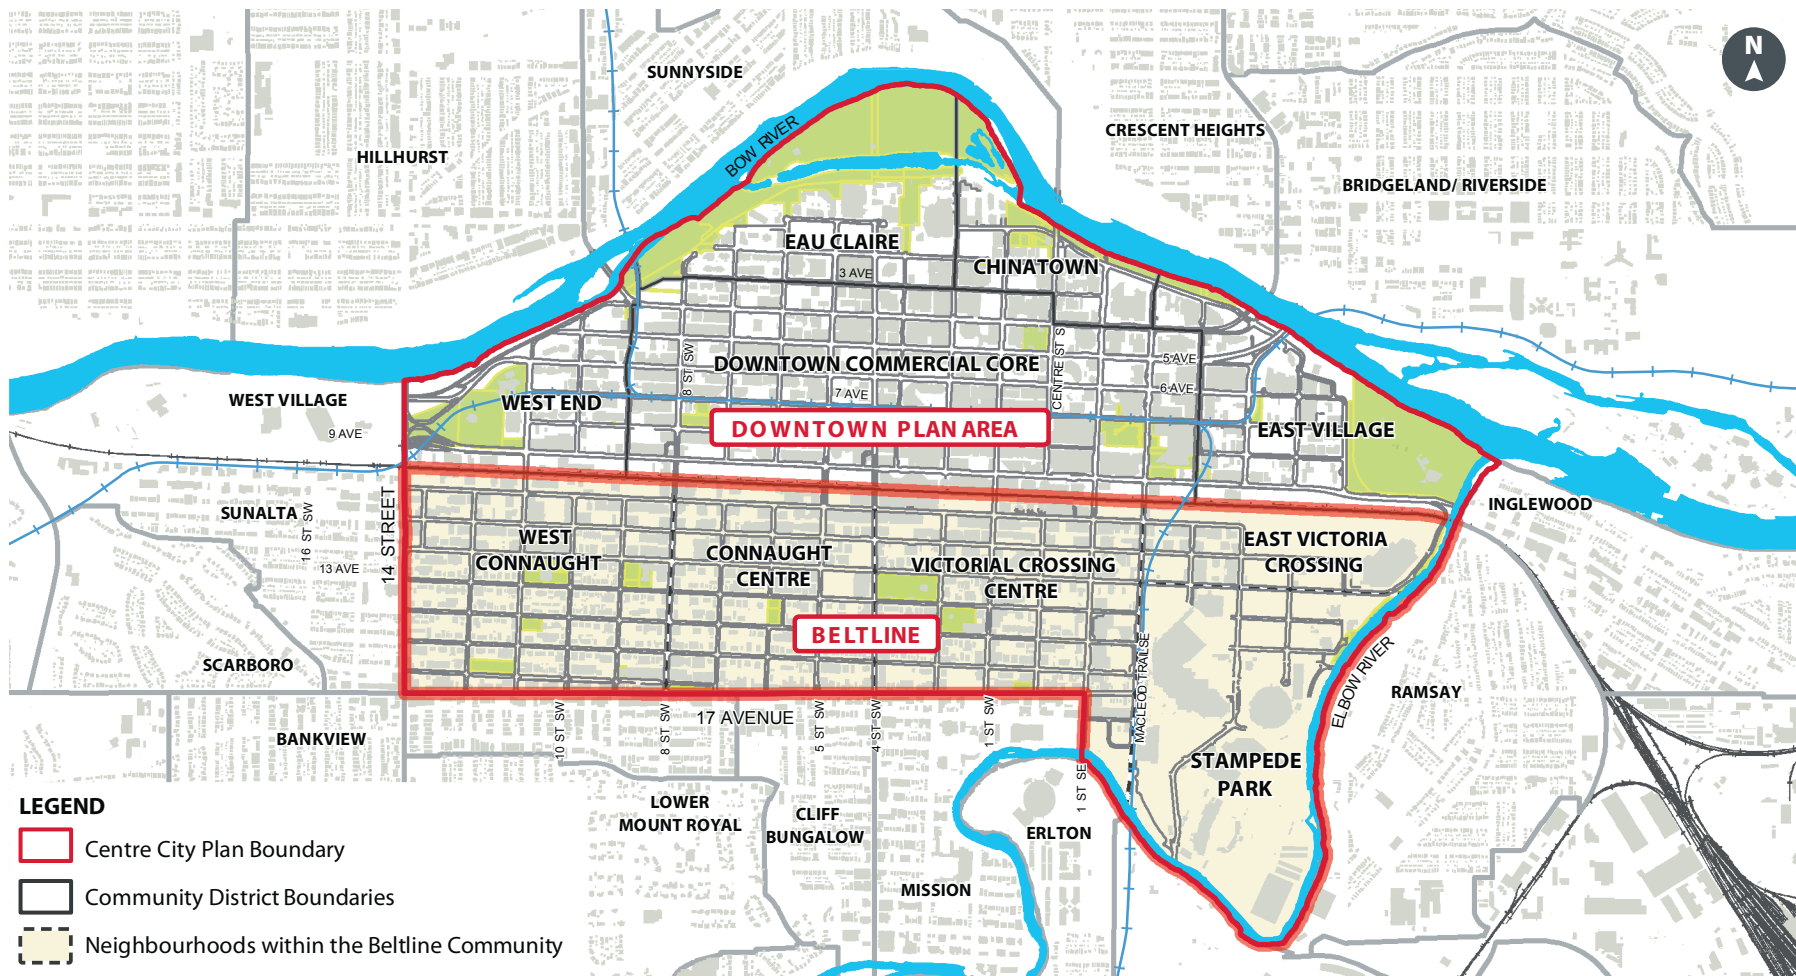 N
SUNNYSIDE
CRESCENT HEIGHTS
HILLHURST
BOW RIVER
BRIDGELAND/ RIVERSIDE
EAU CLAIRE
CHINATOWN
3 AVE
DOWNTOWN COMMERCIAL CORE
5 AVE
8 ST SW
CENTRE ST S
6 AVE
7 AVE
WEST VILLAGE
WEST END
9 AVE
DOWNTOWN PLAN AREA
EAST VILLAGE
INGLEWOOD
SUNALTA
16 ST SW
14 STREET
13 AVE
WEST
CONNAUGHT
CONNAUGHT
CENTRE
VICTORIAL CROSSING
CENTRE
EAST VICTORIA
CROSSING
BELTLINE
SCARBORO
MACLEOD TRAIL SE
ELBOW RIVER
RAMSAY
17 AVENUE
10 ST SW
8 ST SW
5 ST SW
4 ST SW
1 ST SW
BANKVIEW
STAMPEDE
PARK
1 ST SE
LOWER
MOUNT ROYAL
CLIFF
BUNGALOW
ERLTON
MISSION
LEGEND
Centre City Plan Boundary
Community District Boundaries
Neighbourhoods within the Beltline Community